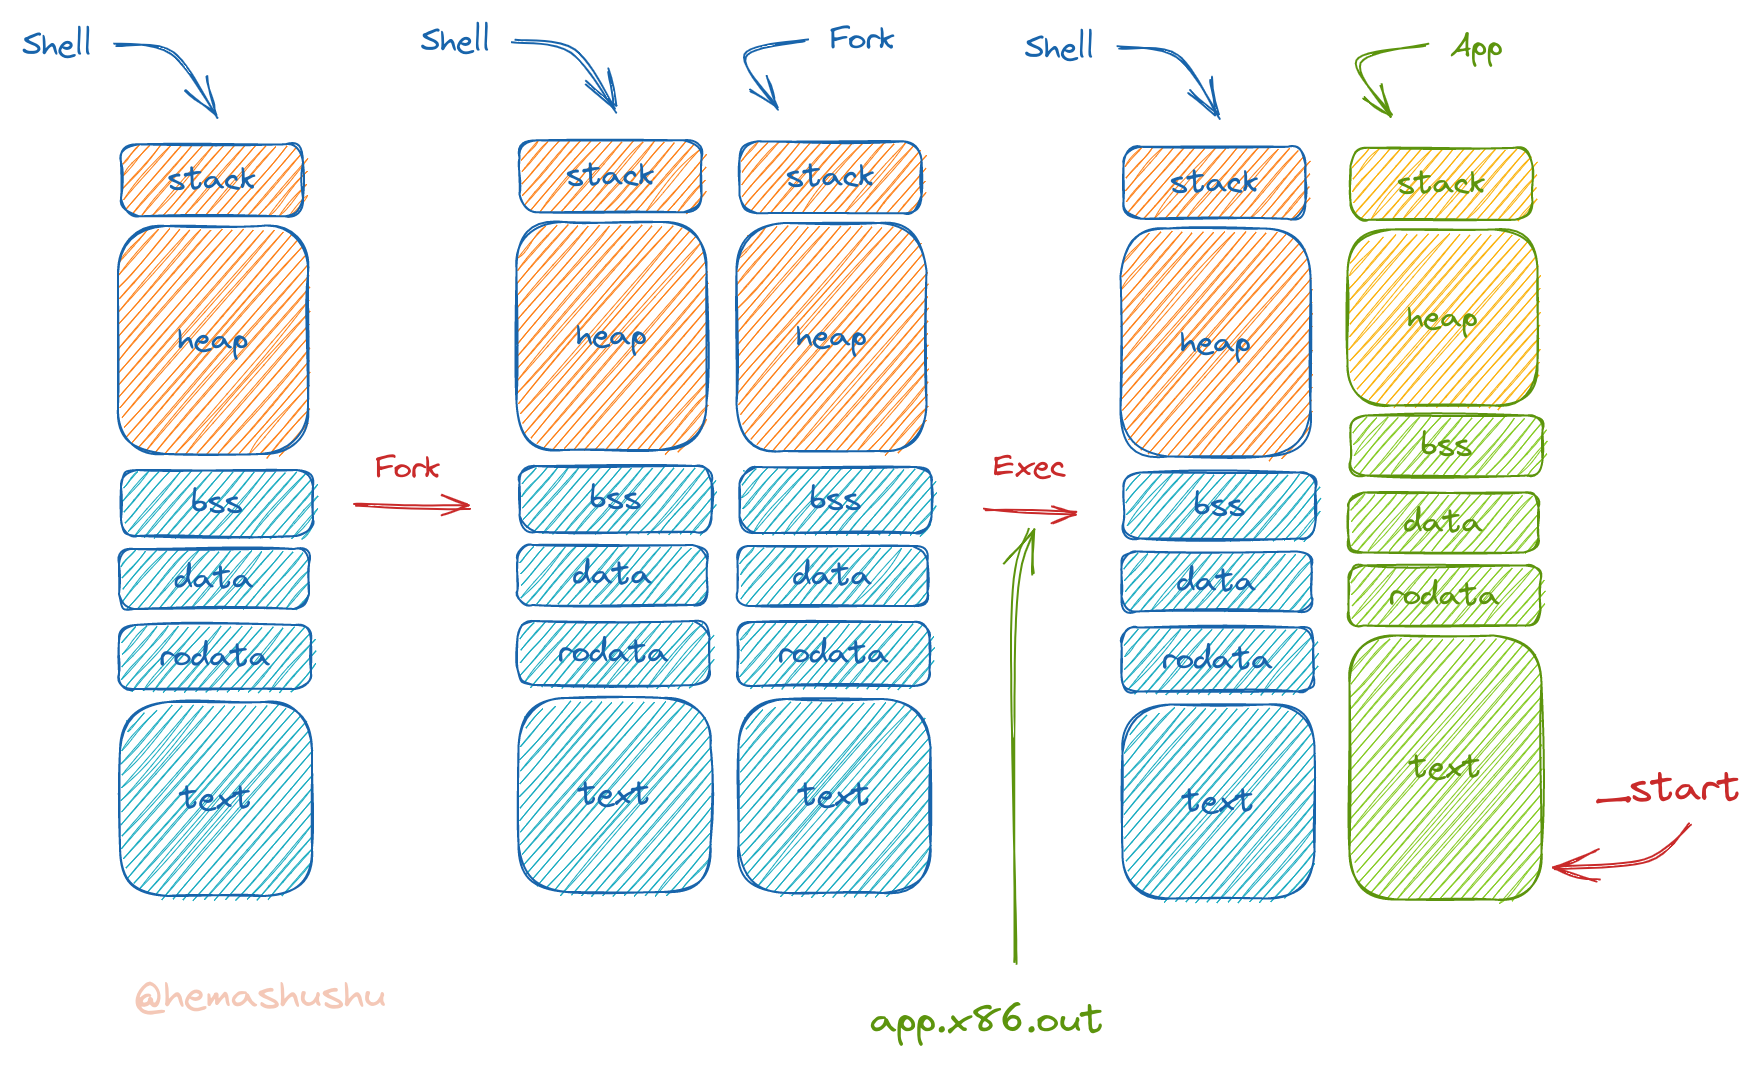 Shell
stack
heap
bss
data
rodata
text
Fork
Shell
stack
heap
bss
data
rodata
text
Fork
stack
heap
bss
data
rodata
text
Exec
app.x86.out
Shell
stack
heap
bss
data
rodata
text
App
stack
heap
bss
data
rodata
text
_start
@hemashushu